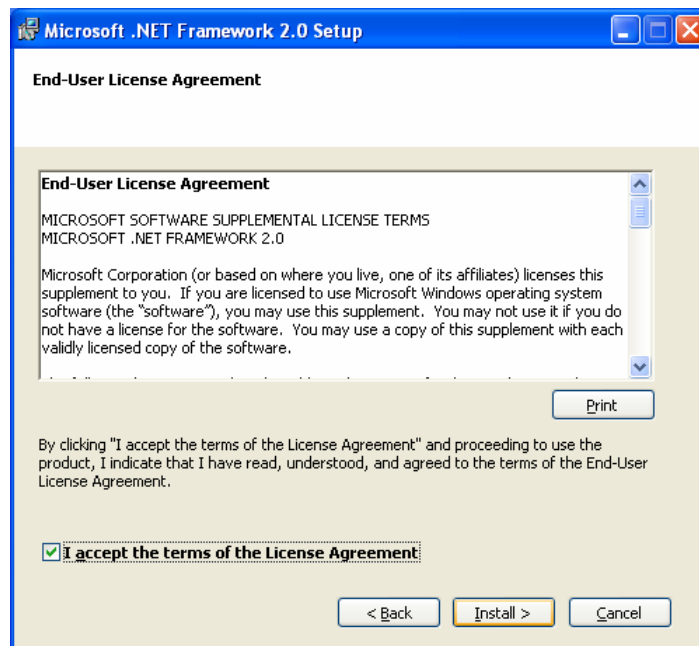 Microsoft .NET Framework 2.0 Setup
End-User License Agreement
End-User License Agreement
MICROSOFT SOFTWARE SUPPLEMENTAL LICENSE TERMS
MICROSOFT .NET FRAMEWORK 2.0
Microsoft Corporation (or based on where you live, one of its affiliates) licenses this
supplement to you.  If you are licensed to use Microsoft Windows operating system
software (the “software”), you may use this supplement.  You may not use it if you do
not have a license for the software.  You may use a copy of this supplement with each
validly licensed copy of the software.
Print
By clicking "I accept the terms of the License Agreement" and proceeding to use the
product, I indicate that I have read, understood, and agreed to the terms of the End-User
License Agreement.
I accept the terms of the License Agreement
< Back
Install >
Cancel